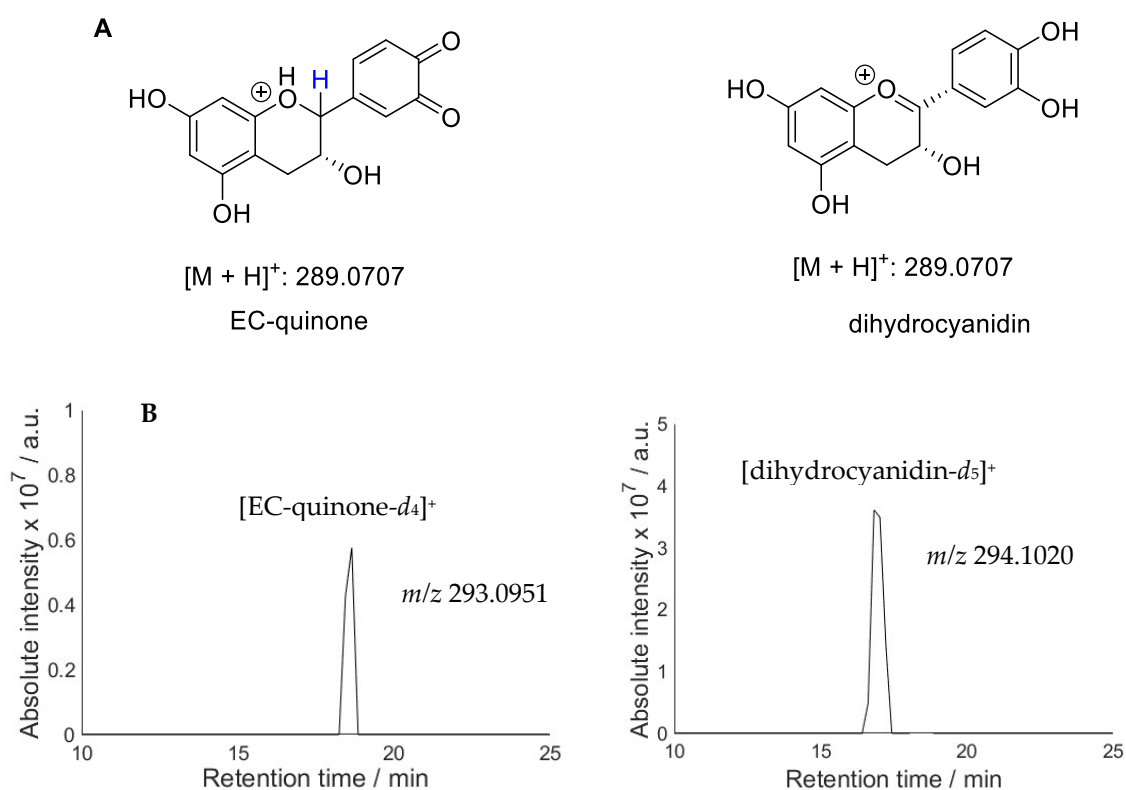 A
H
H
O
O
O
HO
⊕
OH
OH
[M + H]+: 289.0707
EC-quinone
OH
OH
HO
⊕
O
OH
OH
[M + H]+: 289.0707
dihydrocyanidin
B
Absolute intensity x 10^7 / a.u.
1
0.8
0.6
0.4
0.2
0
[EC-quinone-d4]+
m/z 293.0951
10 15 20 25
Retention time / min
Absolute intensity x 10^7 / a.u.
5
4
3
2
1
0
[dihydrocyanidin-d5]+
m/z 294.1020
10 15 20 25
Retention time / min